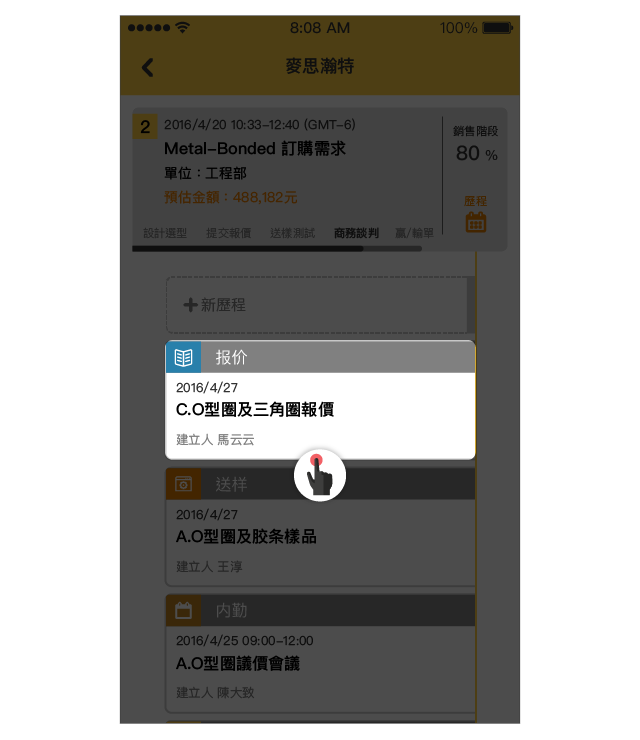 8:08 AM 100%
麥思瀚特
2 2016/4/20 10:33-12:40 (GMT-6)
Metal-Bonded 訂購需求
單位：工程部
預估金額：488,182元
銷售階段
80 %
歷程
設計選型 提交報價 送樣測試 商務談判 贏/輸單
新歷程
报价
2016/4/27
C.O型圈及三角圈報價
建立人 馬云云
送样
2016/4/27
A.O型圈及胶条樣品
建立人 王淳
内勤
2016/4/25 09:00-12:00
A.O型圈議價會議
建立人 陳大致